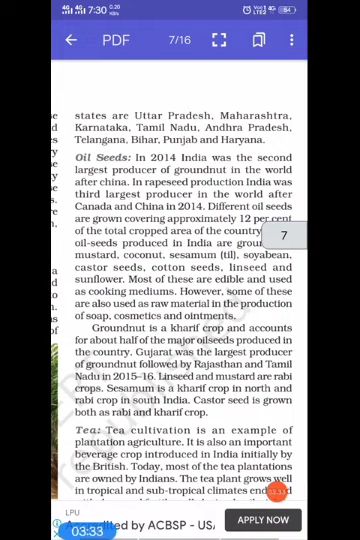 7:30 0.20 KB/s 54
PDF 7/16
states are Uttar Pradesh, Maharashtra,
Karnataka, Tamil Nadu, Andhra Pradesh,
Telangana, Bihar, Punjab and Haryana.
Oil Seeds: In 2014 India was the second
largest producer of groundnut in the world
after china. In rapeseed production India was
third largest producer in the world after
Canada and China in 2014. Different oil seeds
are grown covering approximately 12 per cent
of the total cropped area of the country
7
oil-seeds produced in India are
mustard, coconut, sesamum (til), soyabean,
castor seeds, cotton seeds, linseed and
sunflower. Most of these are edible and used
as cooking mediums. However, some of these
are also used as raw material in the production
of soap, cosmetics and ointments.
Groundnut is a kharif crop and accounts
for about half of the major oilseeds produced in
the country. Gujarat was the largest producer
of groundnut followed by Rajasthan and Tamil
Nadu in 2015–16. Linseed and mustard are rabi
crops. Sesamum is a kharif crop in north and
rabi crop in south India. Castor seed is grown
both as rabi and kharif crop.
Tea: Tea cultivation is an example of
plantation agriculture. It is also an important
beverage crop introduced in India initially by
the British. Today, most of the tea plantations
are owned by Indians. The tea plant grows well
in tropical and sub-tropical climates
03:33
LPU
by ACBSP - USA
APPLY NOW
03:33